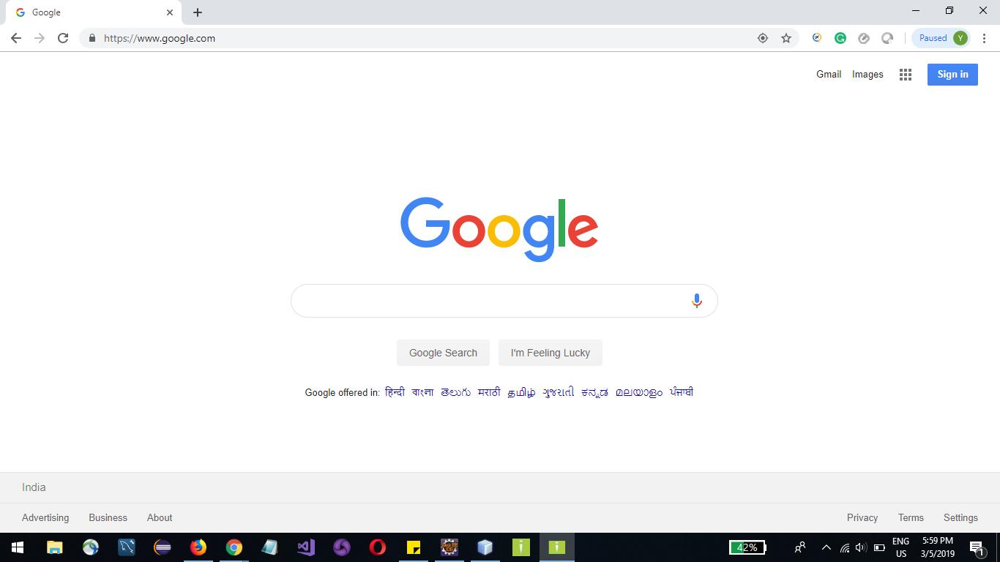 Google
https://www.google.com
Paused Y
Gmail Images Sign in
Google
Google Search I'm Feeling Lucky
Google offered in: हिन्दी বাংলা తెలుగు मराठी தமிழ் ગુજરાતી ಕನ್ನಡ മലയാളം ਪੰਜਾਬੀ
India
Advertising Business About Privacy Terms Settings
42% ENG 5:59 PM
US 3/5/2019 1